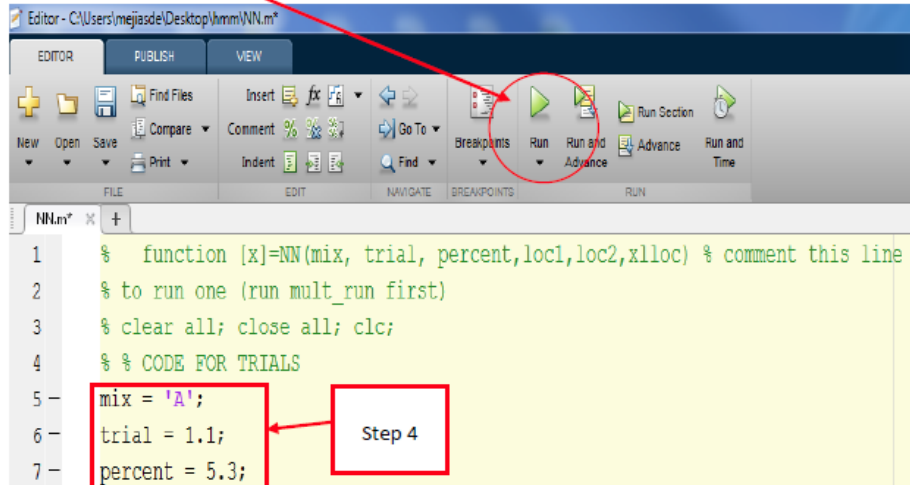 Editor - C:\Users\mejiasde\Desktop\hmm\NN.m*
EDITOR PUBLISH VIEW
Find Files Insert fx
New Open Save Compare Comment Go To Breakpoints Run Run and Advance Run Section Advance Run and Time
Print Indent Find
FILE EDIT NAVIGATE BREAKPOINTS RUN
NN.m* × +
1 % function [x]=NN(mix, trial, percent,loc1,loc2,xlloc) % comment this line
2 % to run one (run mult_run first)
3 % clear all; close all; clc;
4 % % CODE FOR TRIALS
5 – mix = 'A';
6 – trial = 1.1; Step 4
7 – percent = 5.3;